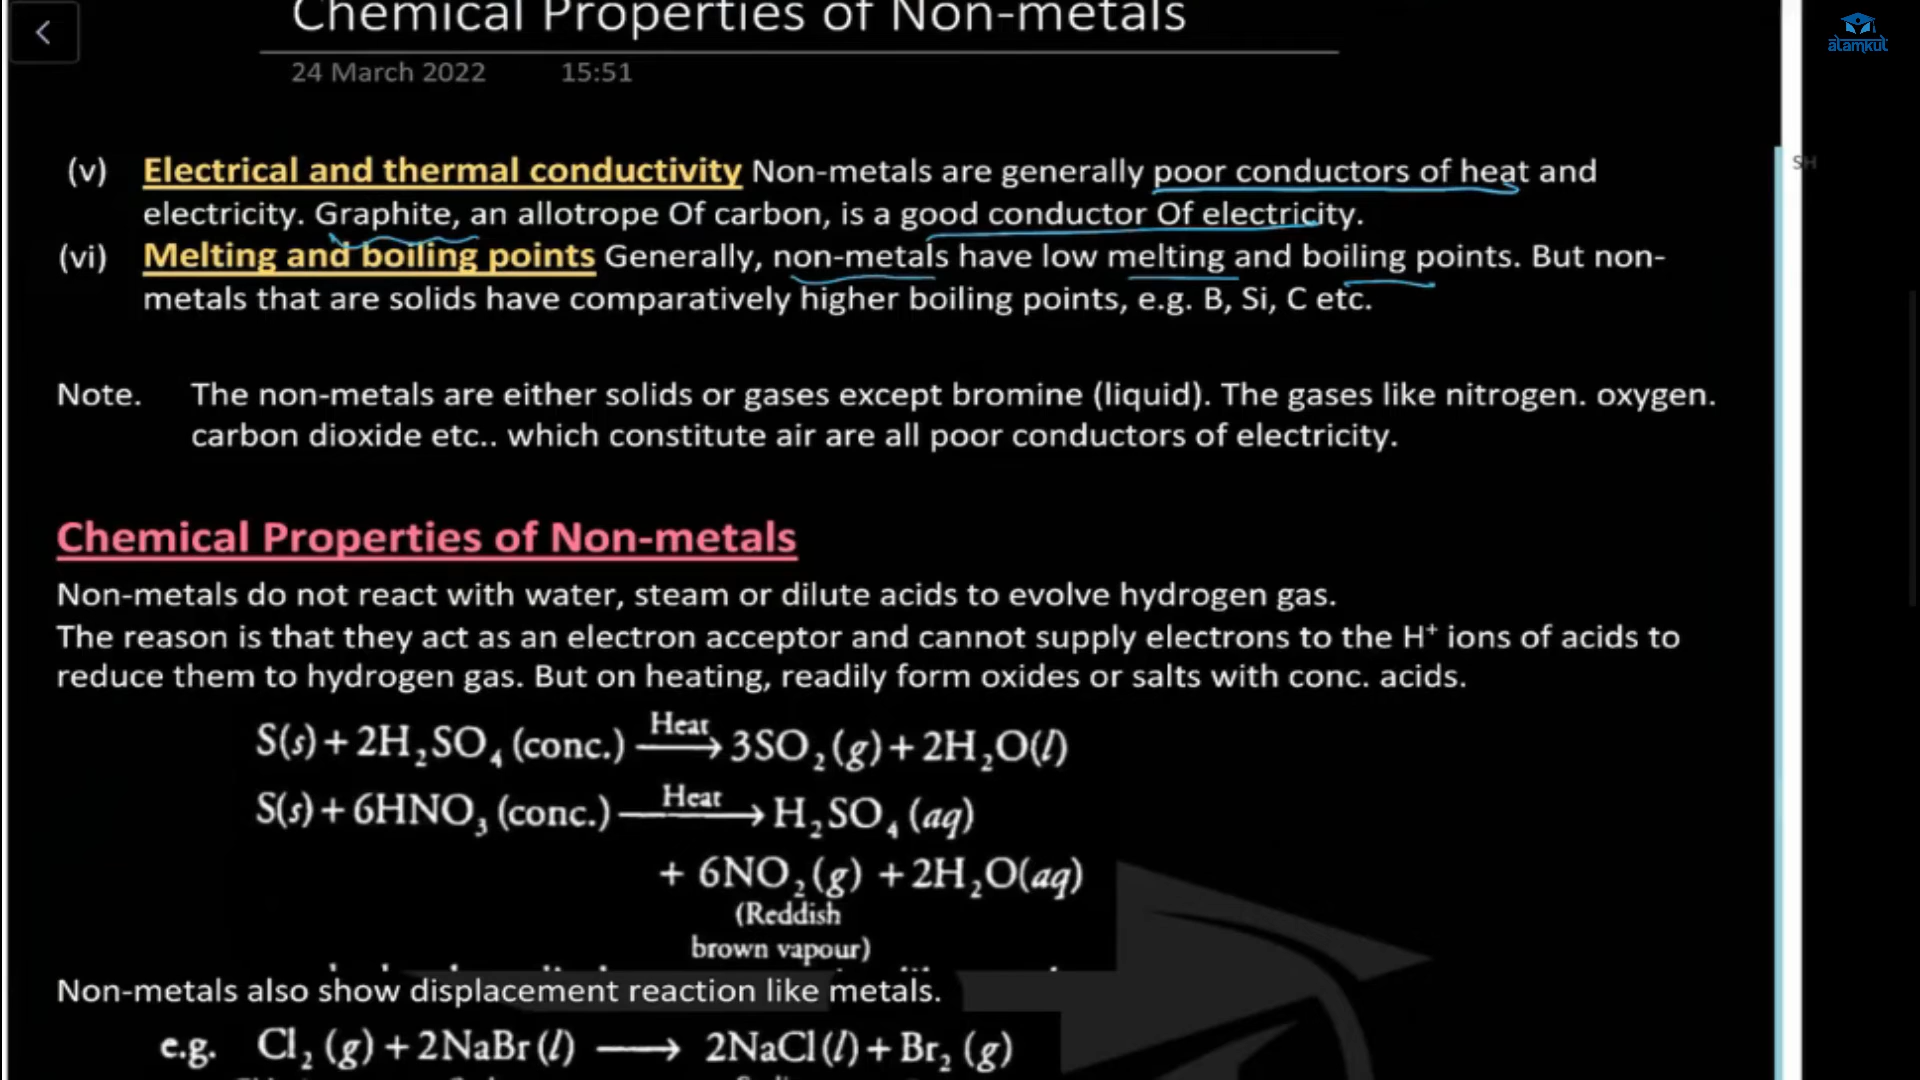 Chemical Properties of Non-metals
24 March 2022 15:51
alamkut
SH
(v) Electrical and thermal conductivity Non-metals are generally poor conductors of heat and
electricity. Graphite, an allotrope Of carbon, is a good conductor Of electricity.
(vi) Melting and boiling points Generally, non-metals have low melting and boiling points. But non-
metals that are solids have comparatively higher boiling points, e.g. B, Si, C etc.
Note. The non-metals are either solids or gases except bromine (liquid). The gases like nitrogen. oxygen.
carbon dioxide etc.. which constitute air are all poor conductors of electricity.
Chemical Properties of Non-metals
Non-metals do not react with water, steam or dilute acids to evolve hydrogen gas.
The reason is that they act as an electron acceptor and cannot supply electrons to the H⁺ ions of acids to
reduce them to hydrogen gas. But on heating, readily form oxides or salts with conc. acids.
S(s) + 2H₂SO₄ (conc.) —Heat→ 3SO₂(g) + 2H₂O(l)
S(s) + 6HNO₃ (conc.) —Heat→ H₂SO₄ (aq)
+ 6NO₂(g) + 2H₂O(aq)
(Reddish
brown vapour)
Non-metals also show displacement reaction like metals.
e.g. Cl₂ (g) + 2NaBr (l) ⟶ 2NaCl (l) + Br₂ (g)